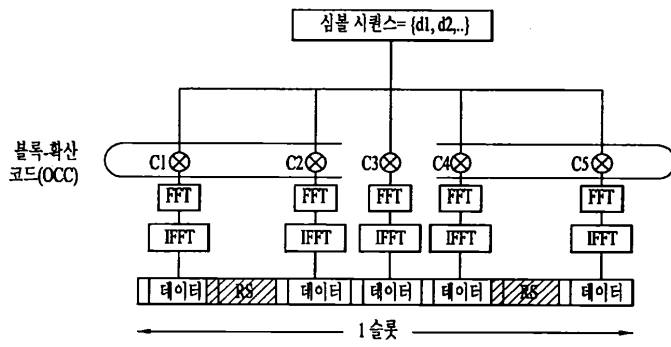 심볼 시퀀스= {d1, d2,..}
블록-확산
코드(OCC)
C1 C2 C3 C4 C5
FFT FFT FFT FFT FFT
IFFT IFFT IFFT IFFT IFFT
데이터 RS 데이터 데이터 데이터 RS 데이터
1 슬롯